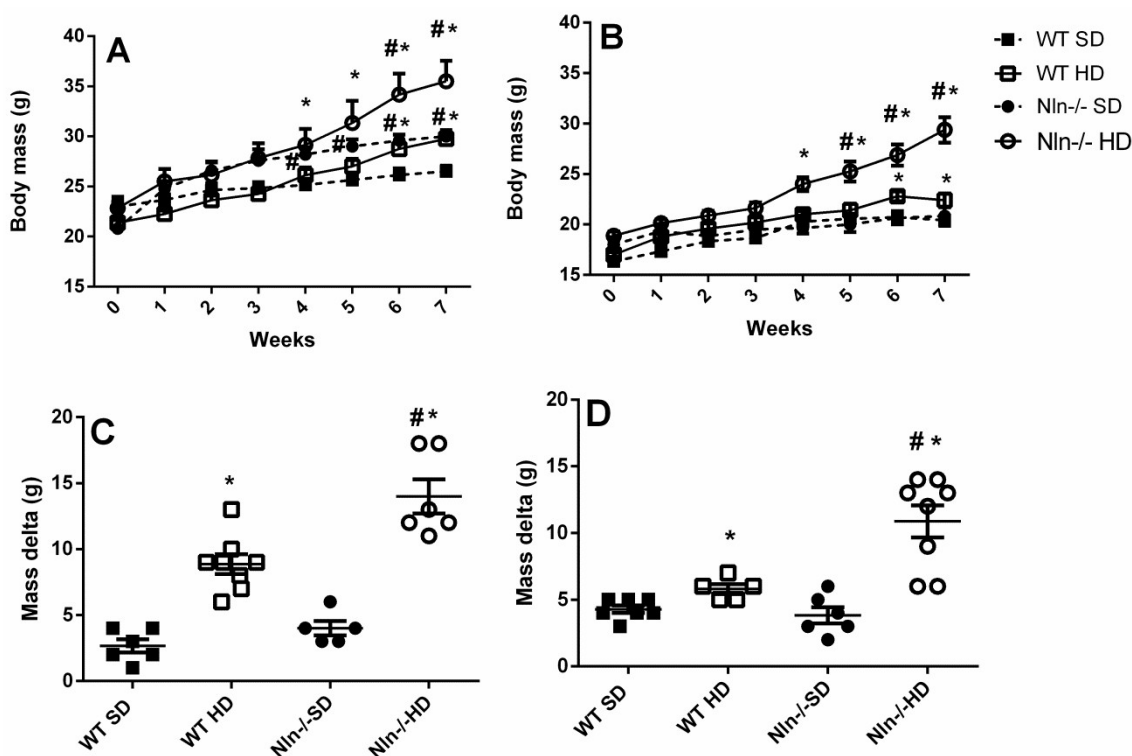 A
Body mass (g)
40
35
30
25
20
15
# *
# *
*
*
# *
# *
#
#
0 1 2 3 4 5 6 7
Weeks
B
Body mass (g)
40
35
30
25
20
15
# *
# *
# *
*
*
*
0 1 2 3 4 5 6 7
Weeks
WT SD
WT HD
Nln-/- SD
Nln-/- HD
C
Mass delta (g)
20
15
10
5
0
*
# *
WT SD
WT HD
Nln-/-SD
Nln-/-HD
D
Mass delta (g)
20
15
10
5
0
*
# *
WT SD
WT HD
Nln-/-SD
Nln-/-HD